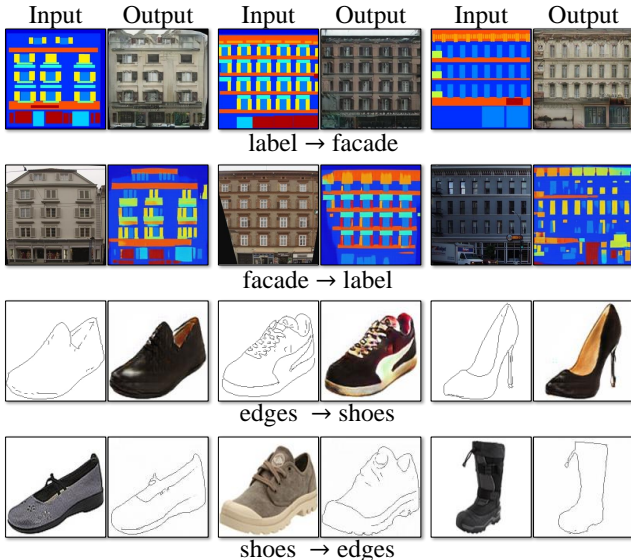 Input Output Input Output Input Output
label → facade
facade → label
edges → shoes
shoes → edges